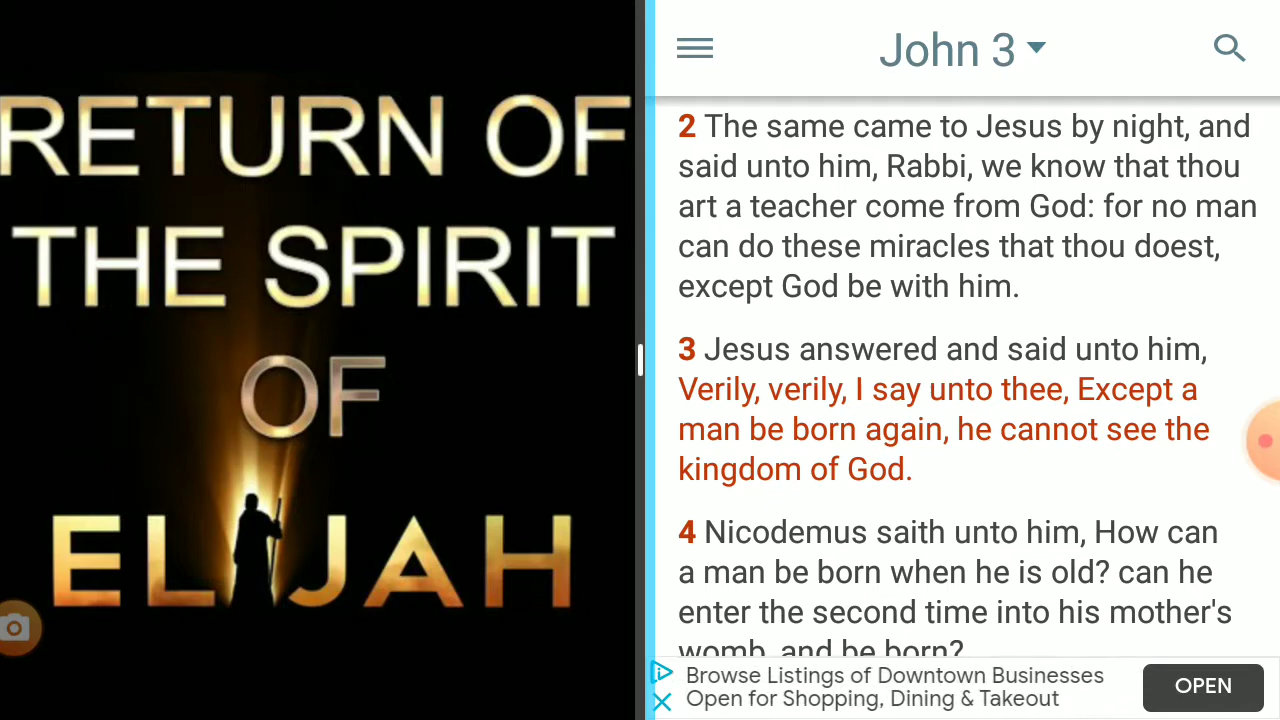 RETURN OF
THE SPIRIT
OF
ELIJAH
John 3
2 The same came to Jesus by night, and
said unto him, Rabbi, we know that thou
art a teacher come from God: for no man
can do these miracles that thou doest,
except God be with him.
3 Jesus answered and said unto him,
Verily, verily, I say unto thee, Except a
man be born again, he cannot see the
kingdom of God.
4 Nicodemus saith unto him, How can
a man be born when he is old? can he
enter the second time into his mother's
womb, and be born?
Browse Listings of Downtown Businesses
Open for Shopping, Dining & Takeout
OPEN